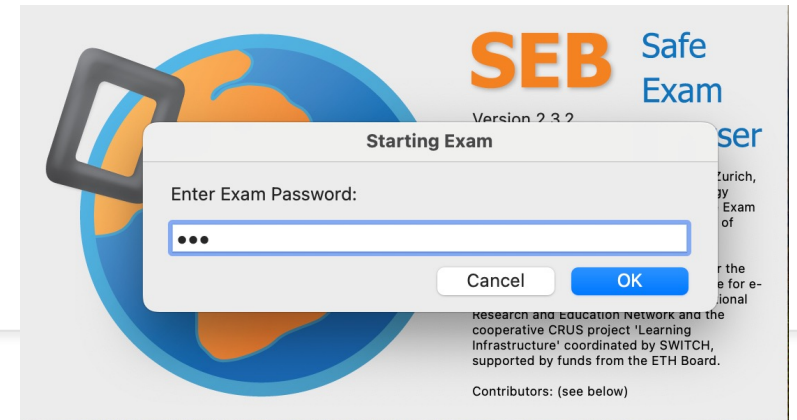 SEB Safe
Exam
Version 2.3.2
ser
Starting Exam
Zurich,
Enter Exam Password:
Exam
of
•••
r the
Cancel OK
e for e-
ional
Research and Education Network and the
cooperative CRUS project 'Learning
Infrastructure' coordinated by SWITCH,
supported by funds from the ETH Board.
Contributors: (see below)